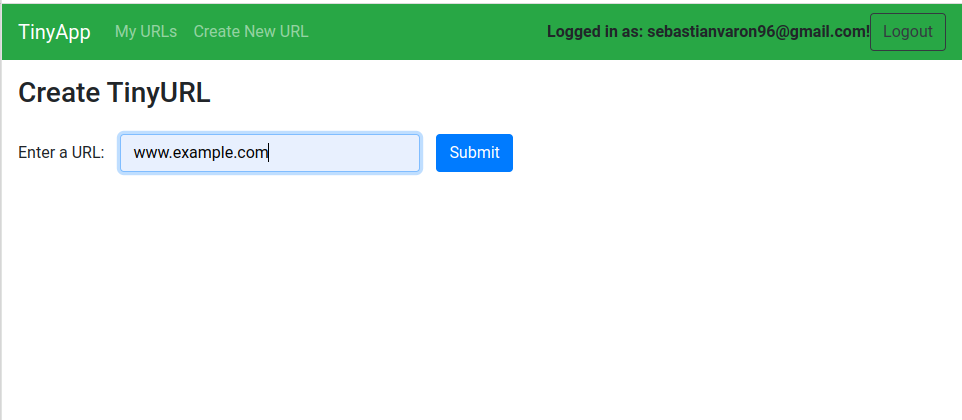 TinyApp My URLs Create New URL Logged in as: sebastianvaron96@gmail.com! Logout
Create TinyURL
Enter a URL: www.example.com Submit